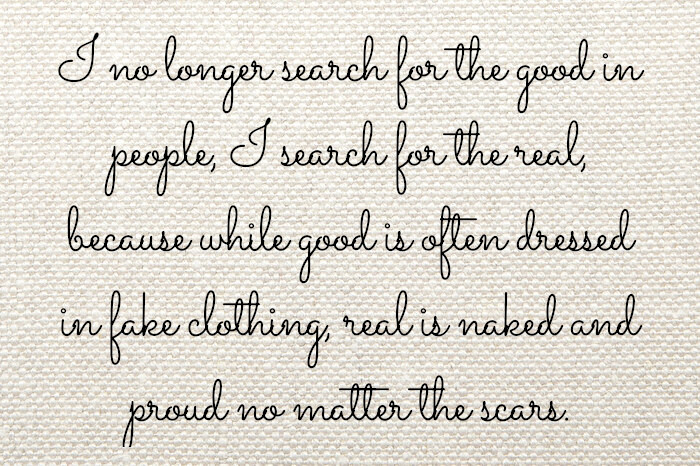 I no longer search for the good in
people, I search for the real,
because while good is often dressed
in fake clothing, real is naked and
proud no matter the scars.